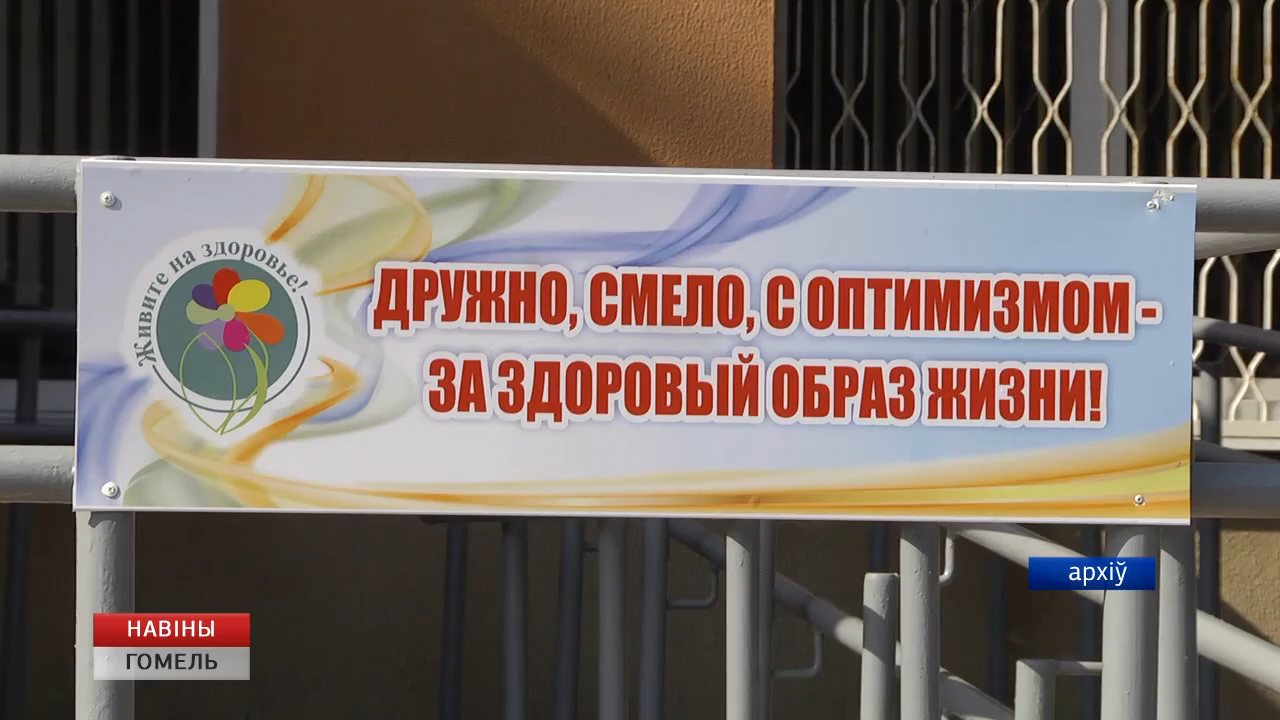 Живите на здоровье!
ДРУЖНО, СМЕЛО, С ОПТИМИЗМОМ -
ЗА ЗДОРОВЫЙ ОБРАЗ ЖИЗНИ!
архіў
НАВІНЫ
ГОМЕЛЬ